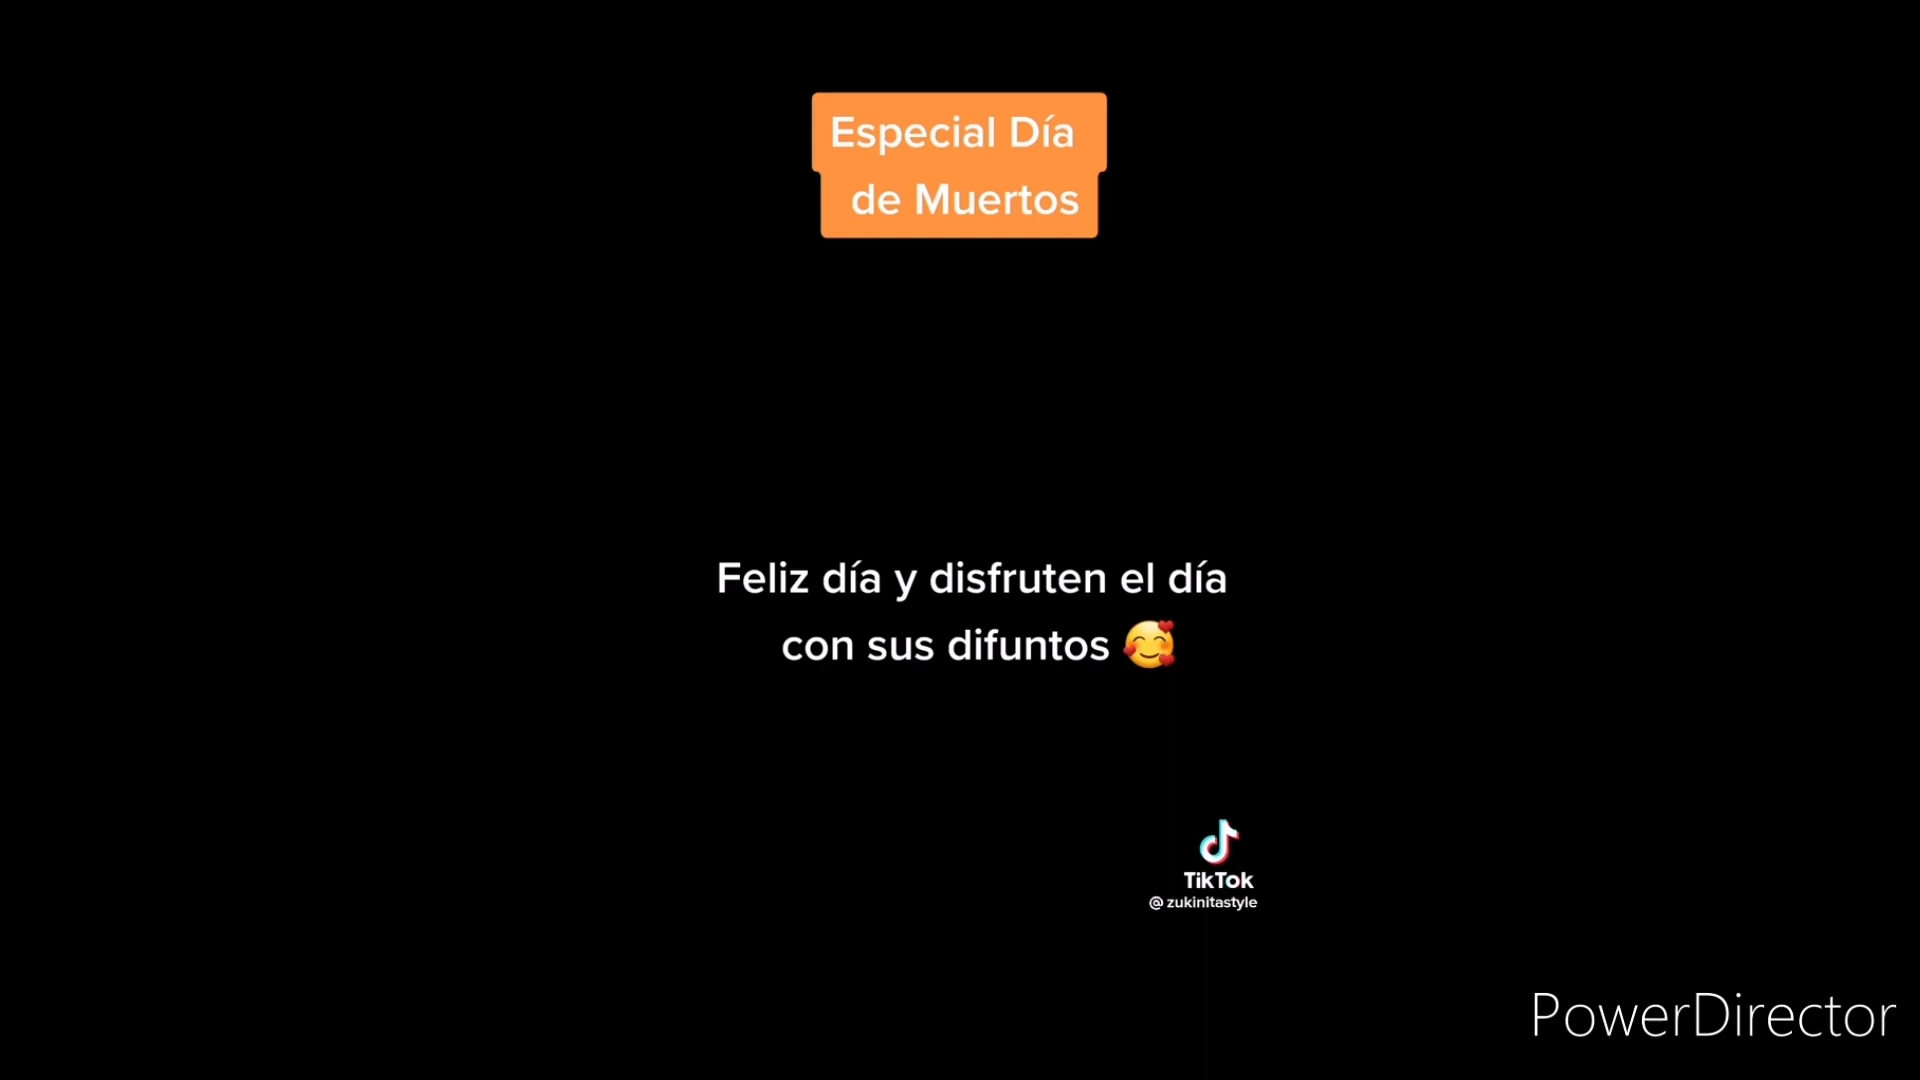 Especial Día
de Muertos
Feliz día y disfruten el día
con sus difuntos 🥰
TikTok
@zukinitastyle
PowerDirector